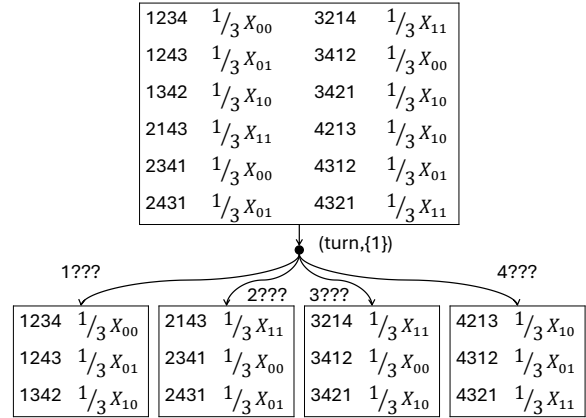 1234 1/3 X₀₀ 3214 1/3 X₁₁
1243 1/3 X₀₁ 3412 1/3 X₀₀
1342 1/3 X₁₀ 3421 1/3 X₁₀
2143 1/3 X₁₁ 4213 1/3 X₁₀
2341 1/3 X₀₀ 4312 1/3 X₀₁
2431 1/3 X₀₁ 4321 1/3 X₁₁
(turn,{1})
1??? 2??? 3??? 4???
1234 1/3 X₀₀ 2143 1/3 X₁₁ 3214 1/3 X₁₁ 4213 1/3 X₁₀
1243 1/3 X₀₁ 2341 1/3 X₀₀ 3412 1/3 X₀₀ 4312 1/3 X₀₁
1342 1/3 X₁₀ 2431 1/3 X₀₁ 3421 1/3 X₁₀ 4321 1/3 X₁₁